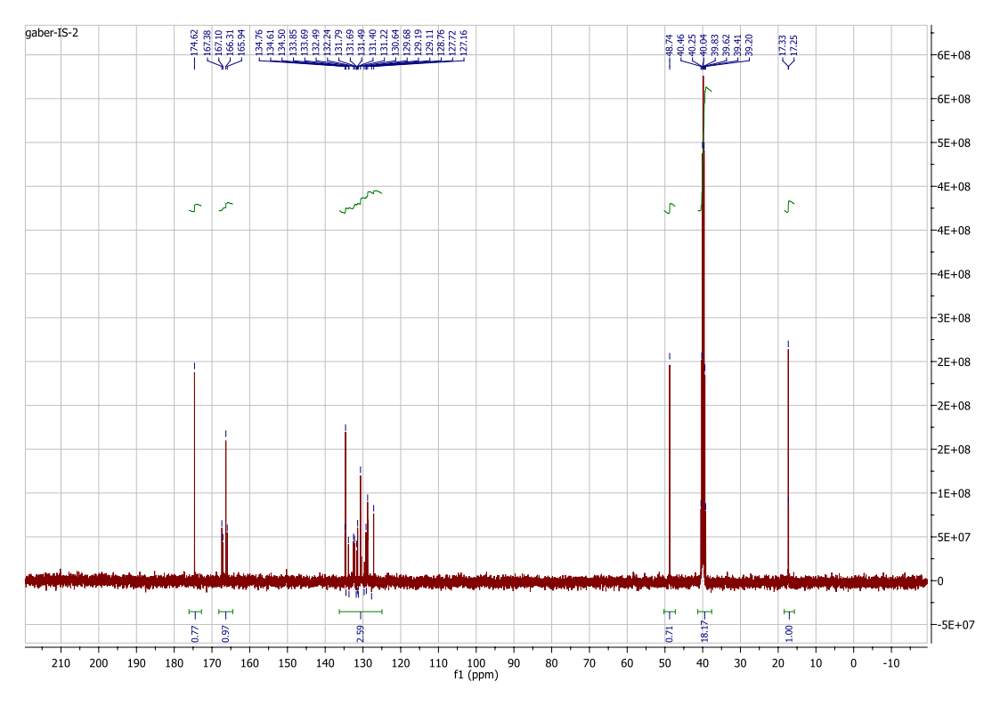 gaber-IS-2
174.62
167.38
167.10
166.31
165.94
134.76
134.61
134.50
133.85
133.69
132.49
132.24
131.79
131.69
131.49
131.40
131.22
130.64
129.68
129.19
129.11
128.76
127.72
127.16
48.74
40.46
40.25
40.04
39.83
39.62
39.41
39.20
17.33
17.25
6E+08
6E+08
5E+08
4E+08
4E+08
4E+08
3E+08
2E+08
2E+08
2E+08
1E+08
5E+07
0
-5E+07
0.77
0.97
2.59
0.71
18.17
1.00
210 200 190 180 170 160 150 140 130 120 110 100 90 80 70 60 50 40 30 20 10 0 -10
f1 (ppm)